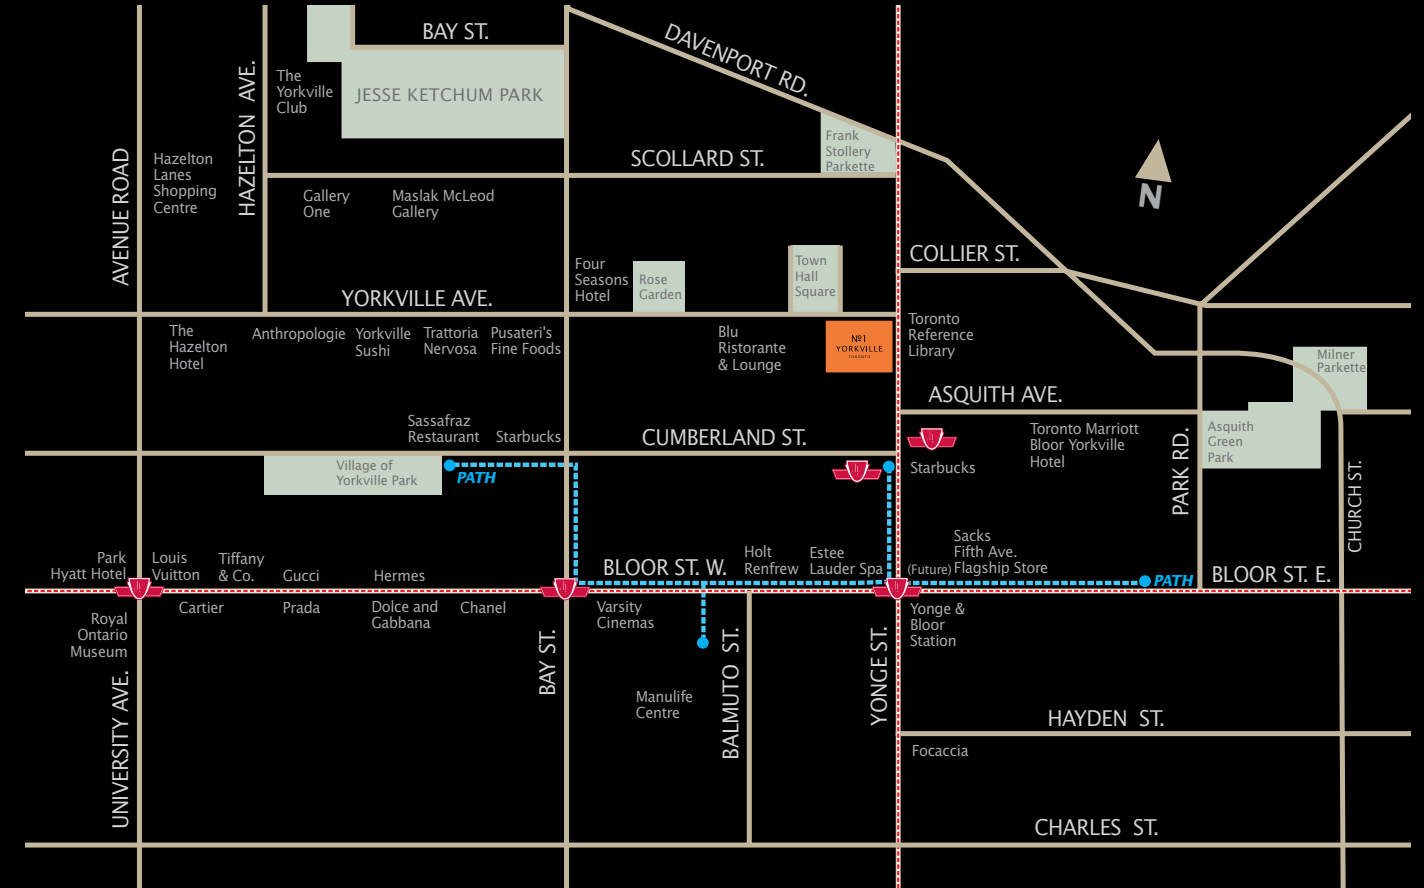 BAY ST.
DAVENPORT RD.
The
Yorkville
Club
JESSE KETCHUM PARK
HAZELTON AVE.
AVENUE ROAD
Hazelton
Lanes
Shopping
Centre
SCOLLARD ST.
Frank
Stollery
Parkette
N
Gallery
One
Maslak McLeod
Gallery
COLLIER ST.
Four
Seasons
Hotel
Rose
Garden
Town
Hall
Square
YORKVILLE AVE.
The
Hazelton
Hotel
Anthropologie
Yorkville
Sushi
Trattoria
Nervosa
Pusateri's
Fine Foods
Blu
Ristorante
& Lounge
Nº1
YORKVILLE
TORONTO
Toronto
Reference
Library
Milner
Parkette
ASQUITH AVE.
Sassafraz
Restaurant
Starbucks
CUMBERLAND ST.
Toronto Marriott
Bloor Yorkville
Hotel
PARK RD.
Asquith
Green
Park
Village of
Yorkville Park
PATH
Starbucks
CHURCH ST.
Park
Hyatt Hotel
Louis
Vuitton
Tiffany
& Co.
Gucci
Hermes
BLOOR ST. W.
Holt
Renfrew
Estee
Lauder Spa
Sacks
Fifth Ave.
(Future) Flagship Store
PATH
BLOOR ST. E.
Royal
Ontario
Museum
Cartier
Prada
Dolce and
Gabbana
Chanel
Varsity
Cinemas
Yonge &
Bloor
Station
UNIVERSITY AVE.
BAY ST.
Manulife
Centre
BALMUTO ST.
YONGE ST.
HAYDEN ST.
Focaccia
CHARLES ST.